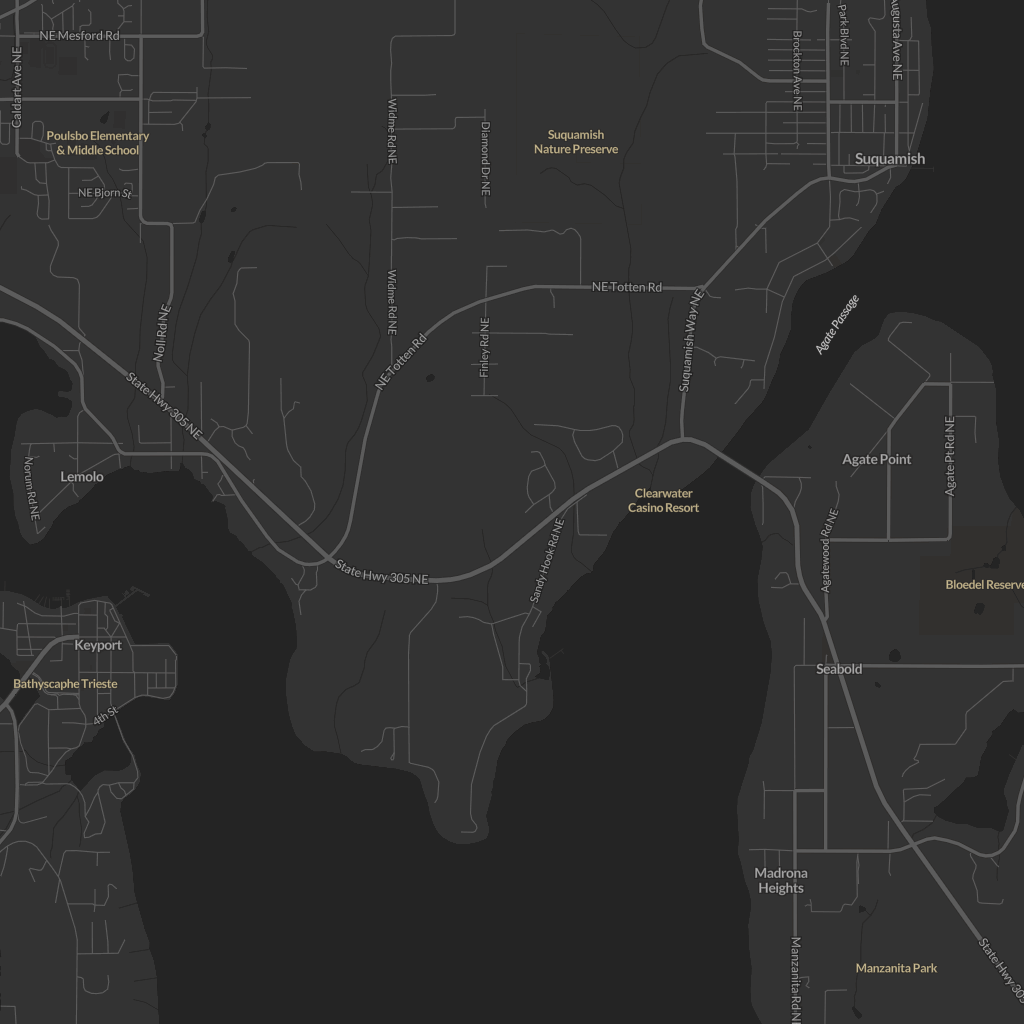 NE Mesford Rd
Caldart Ave NE
Poulsbo Elementary
& Middle School
NE Bjorn St
Widme Rd NE
Diamond Dr NE
Suquamish
Nature Preserve
Brockton Ave NE
Park Blvd NE
Augusta Ave NE
Suquamish
Noll Rd NE
Widme Rd NE
NE Totten Rd
NE Totten Rd
Finley Rd NE
Suquamish Way NE
Agate Passage
State Hwy 305 NE
Norum Rd NE
Lemolo
Agate Point
Agate Pt Rd NE
Clearwater
Casino Resort
Sandy Hook Rd NE
Agatewood Rd NE
State Hwy 305 NE
Bloedel Reserve
Keyport
Bathyscaphe Trieste
4th St
Seabold
Madrona
Heights
Manzanita Rd N
Manzanita Park
State Hwy 305